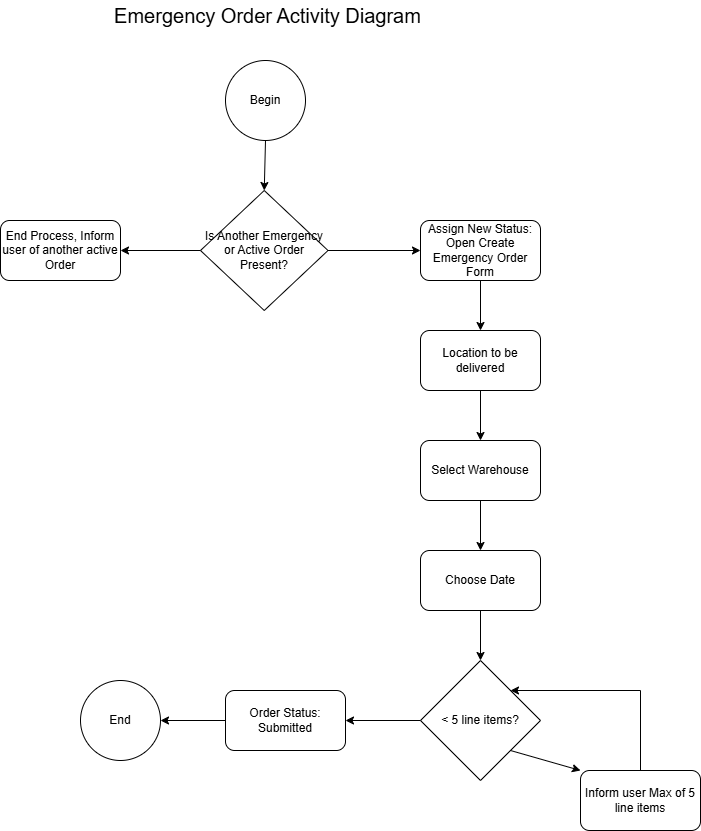 Emergency Order Activity Diagram
Begin
Is Another Emergency
or Active Order
Present?
End Process, Inform
user of another active
Order
Assign New Status:
Open Create
Emergency Order
Form
Location to be
delivered
Select Warehouse
Choose Date
< 5 line items?
Order Status:
Submitted
End
Inform user Max of 5
line items